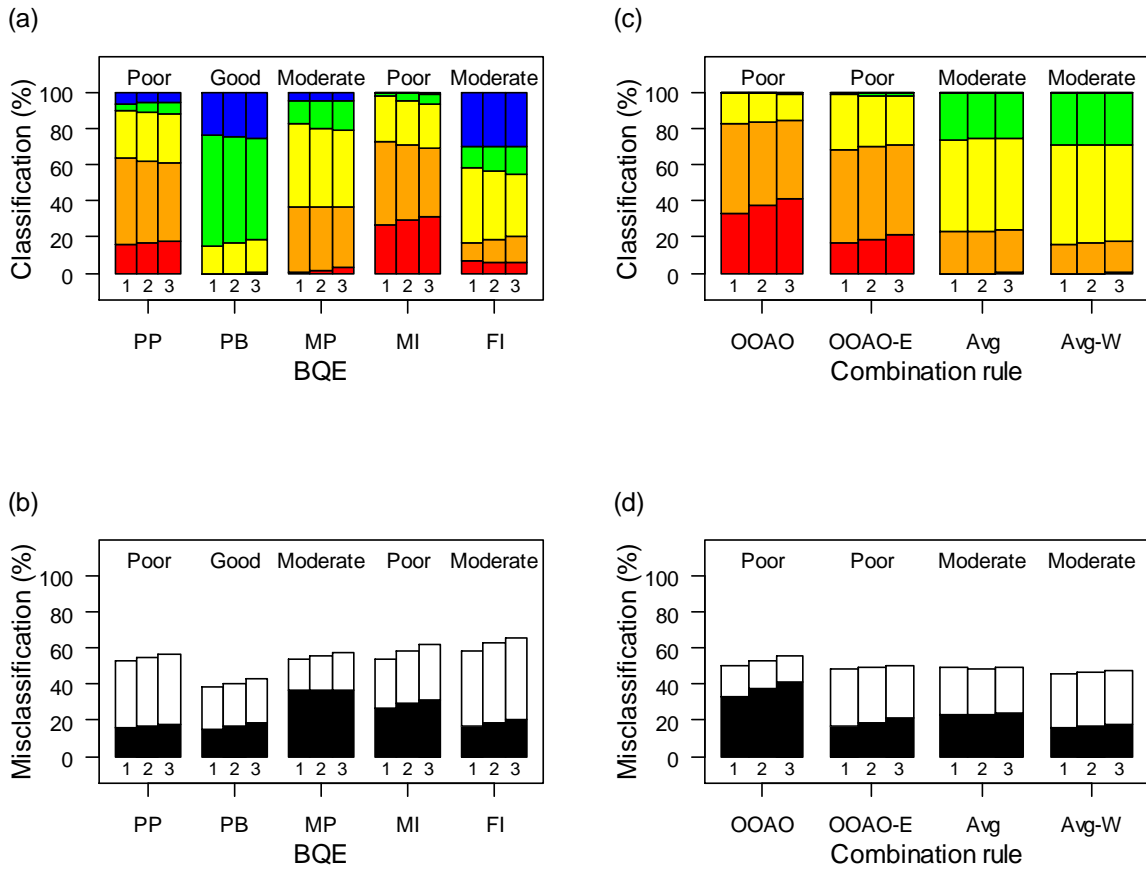 (a)
Classification (%)
100
80
60
40
20
0
Poor Good Moderate Poor Moderate
1 2 3 1 2 3 1 2 3 1 2 3 1 2 3
PP PB MP MI FI
BQE
(c)
Classification (%)
100
80
60
40
20
0
Poor Poor Moderate Moderate
1 2 3 1 2 3 1 2 3 1 2 3
OOAO OOAO-E Avg Avg-W
Combination rule
(b)
Misclassification (%)
100
80
60
40
20
0
Poor Good Moderate Poor Moderate
1 2 3 1 2 3 1 2 3 1 2 3 1 2 3
PP PB MP MI FI
BQE
(d)
Misclassification (%)
100
80
60
40
20
0
Poor Poor Moderate Moderate
1 2 3 1 2 3 1 2 3 1 2 3
OOAO OOAO-E Avg Avg-W
Combination rule